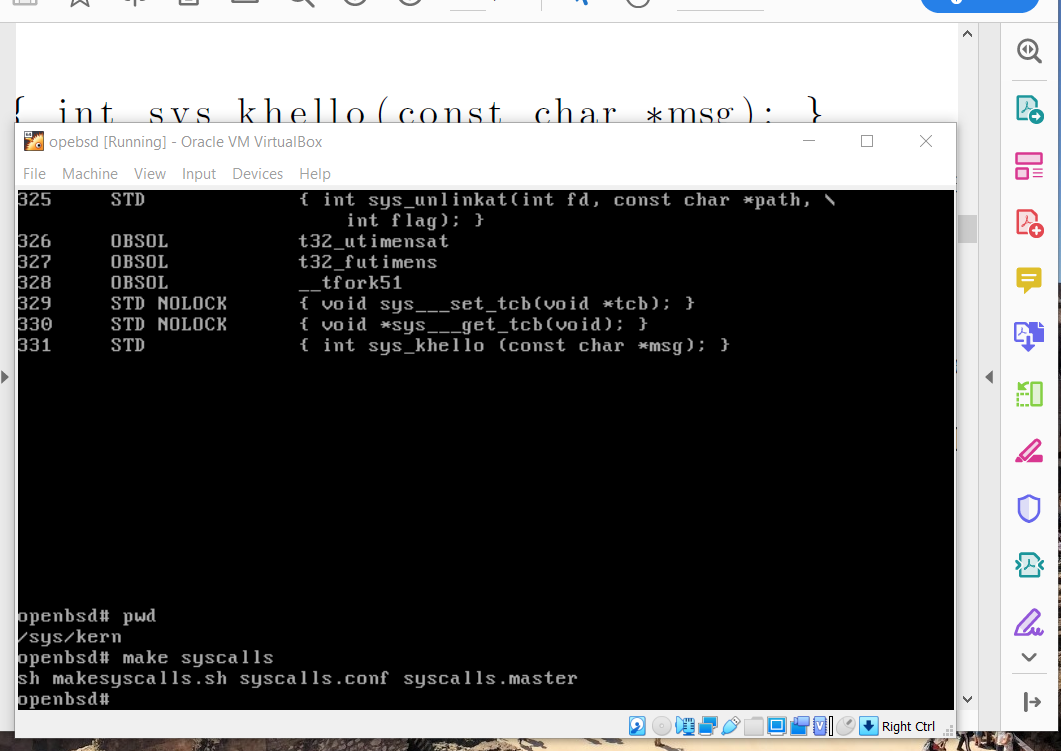 { int sys_khello(const char *msg); }
opebsd [Running] - Oracle VM VirtualBox
File Machine View Input Devices Help
325 STD { int sys_unlinkat(int fd, const char *path, \
int flag); }
326 OBSOL t32_utimensat
327 OBSOL t32_futimens
328 OBSOL __tfork51
329 STD NOLOCK { void sys___set_tcb(void *tcb); }
330 STD NOLOCK { void *sys___get_tcb(void); }
331 STD { int sys_khello (const char *msg); }
openbsd# pwd
/sys/kern
openbsd# make syscalls
sh makesyscalls.sh syscalls.conf syscalls.master
openbsd#
Right Ctrl